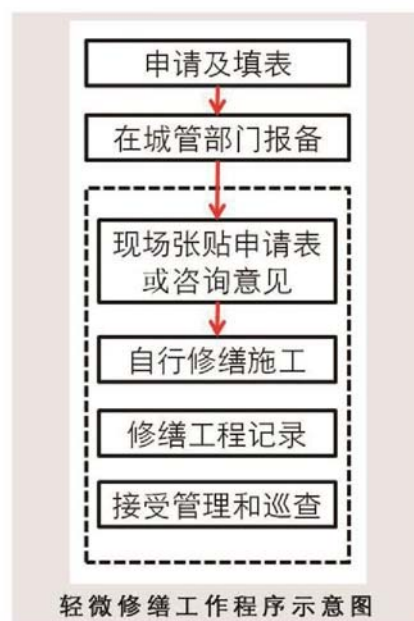 申请及填表
在城管部门报备
现场张贴申请表
或咨询意见
自行修缮施工
修缮工程记录
接受管理和巡查
轻微修缮工作程序示意图